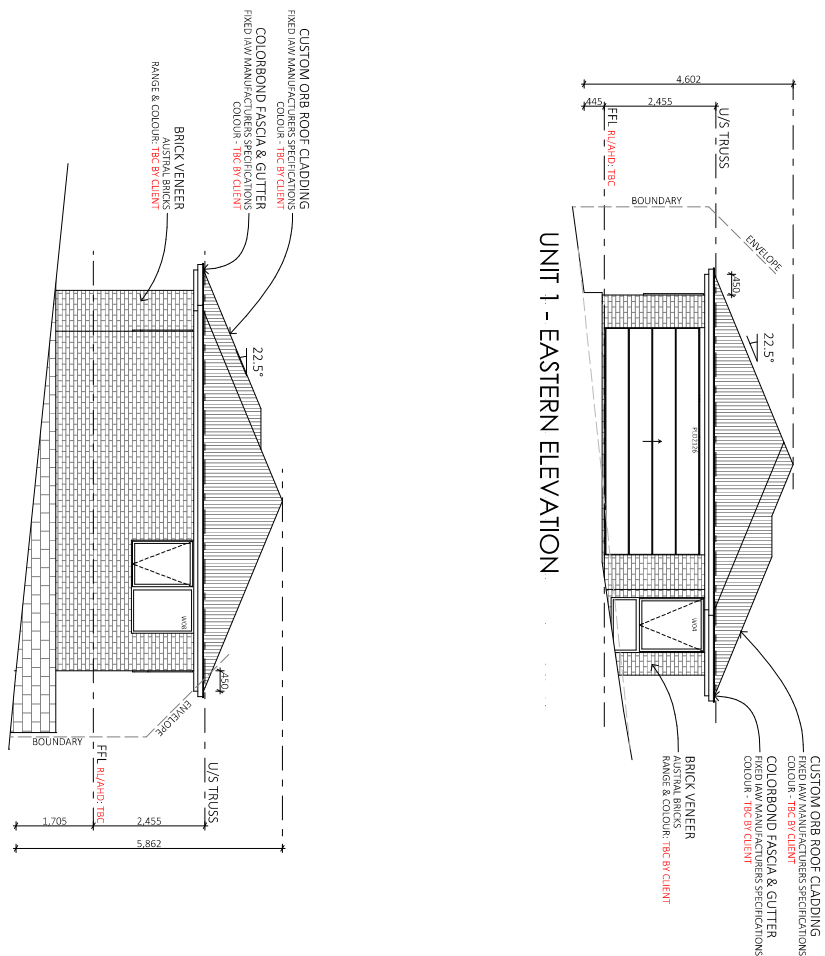 4,602
445
2,455
U/S TRUSS
FFL RL/AHD: TBC
BOUNDARY
ENVELOPE
450
22.5°
PLD2326
W04
CUSTOM ORB ROOF CLADDING
FIXED IAW MANUFACTURERS SPECIFICATIONS
COLOUR - TBC BY CLIENT
COLORBOND FASCIA & GUTTER
FIXED IAW MANUFACTURERS SPECIFICATIONS
COLOUR - TBC BY CLIENT
BRICK VENEER
AUSTRAL BRICKS
RANGE & COLOUR: TBC BY CLIENT
UNIT 1 - EASTERN ELEVATION
CUSTOM ORB ROOF CLADDING
FIXED IAW MANUFACTURERS SPECIFICATIONS
COLOUR - TBC BY CLIENT
COLORBOND FASCIA & GUTTER
FIXED IAW MANUFACTURERS SPECIFICATIONS
COLOUR - TBC BY CLIENT
BRICK VENEER
AUSTRAL BRICKS
RANGE & COLOUR: TBC BY CLIENT
22.5°
W08
450
ENVELOPE
BOUNDARY
U/S TRUSS
FFL RL/AHD: TBC
1,705
2,455
5,862